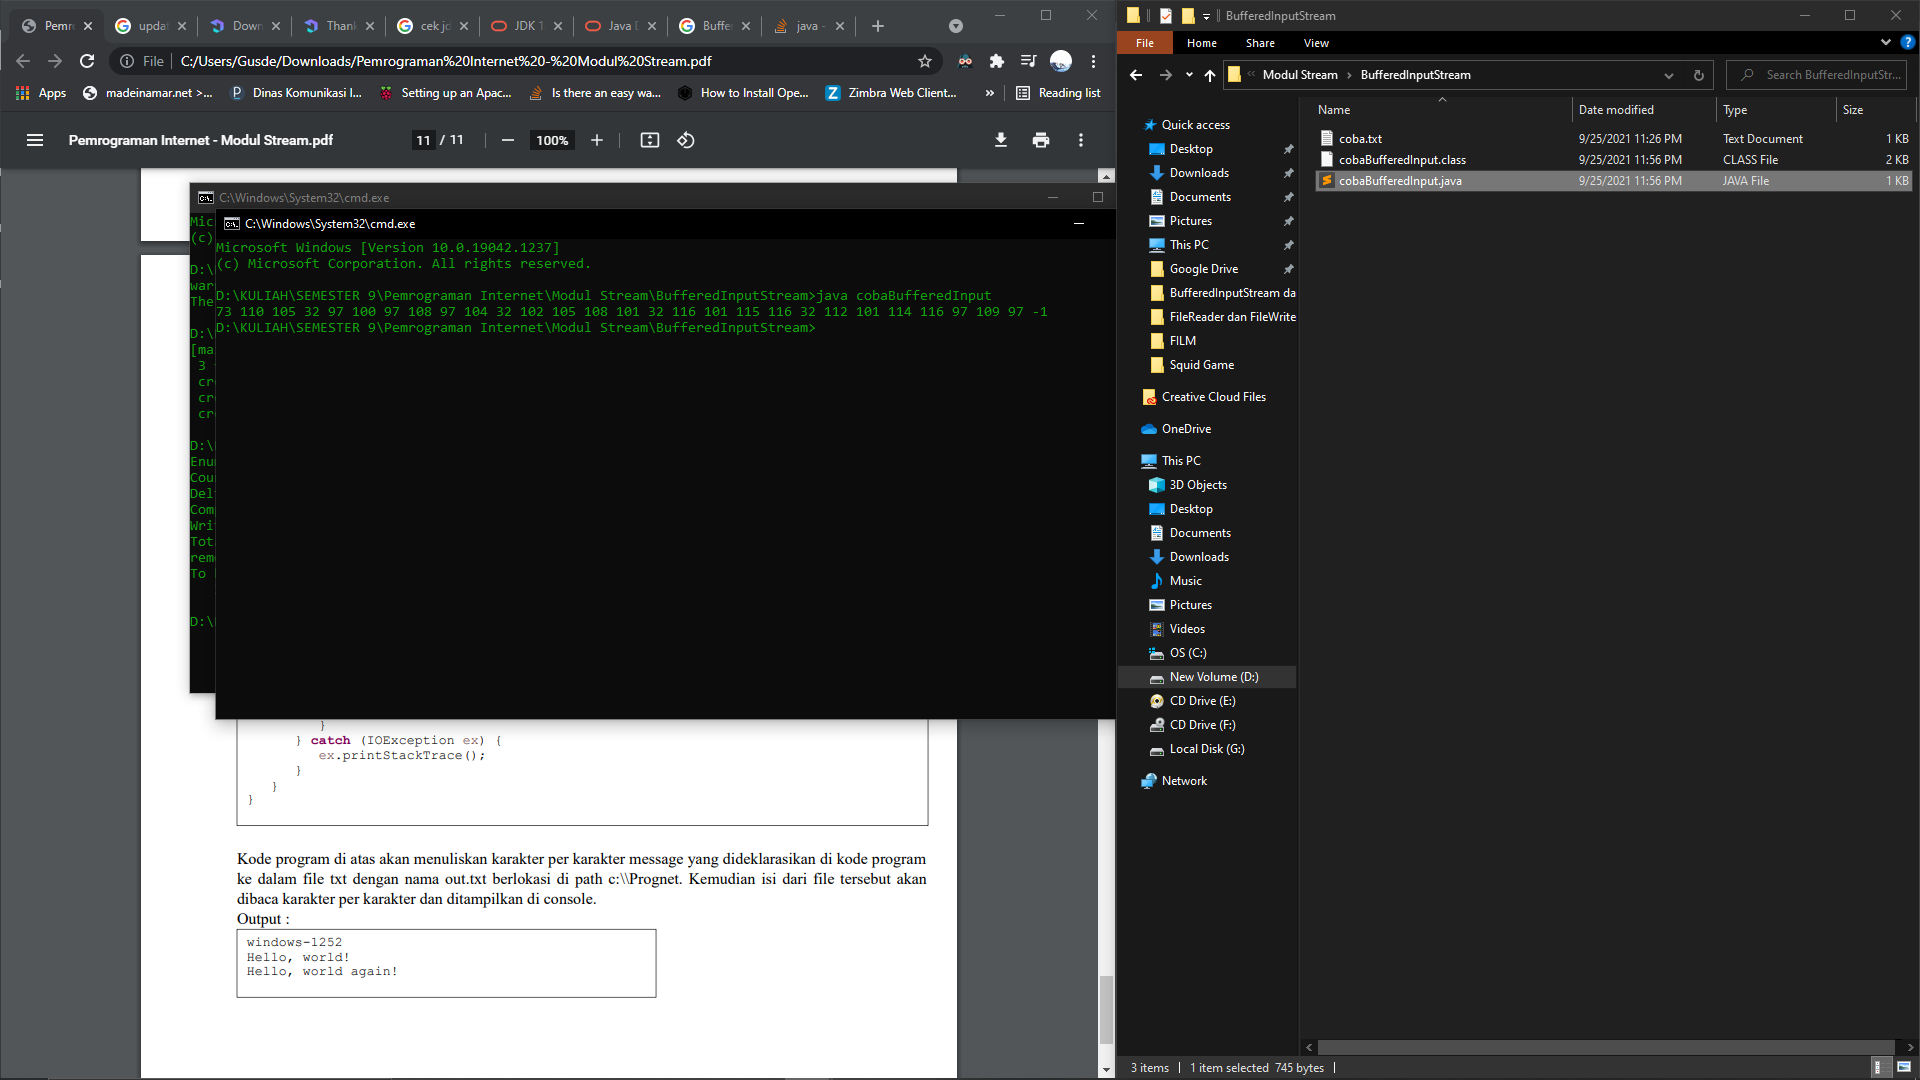 Pemr
updat
Down
Thank
cek jd
JDK 1
Java D
Buffe
java -
File
C:/Users/Gusde/Downloads/Pemrograman%20Internet%20-%20Modul%20Stream.pdf
Apps
madeinamar.net >...
Dinas Komunikasi I...
Setting up an Apac...
Is there an easy wa...
How to Install Ope...
Zimbra Web Client...
»
Reading list
Pemrograman Internet - Modul Stream.pdf
11 / 11
100%
C:\Windows\System32\cmd.exe
Mic
(c)
D:\
war
The
D:\
[ma
3
cr
cr
cr
D:\
Enu
Cou
Del
Com
Wri
Tot
rem
To
D:\
C:\Windows\System32\cmd.exe
Microsoft Windows [Version 10.0.19042.1237]
(c) Microsoft Corporation. All rights reserved.
D:\KULIAH\SEMESTER 9\Pemrograman Internet\Modul Stream\BufferedInputStream>java cobaBufferedInput
73 110 105 32 97 100 97 108 97 104 32 102 105 108 101 32 116 101 115 116 32 112 101 114 116 97 109 97 -1
D:\KULIAH\SEMESTER 9\Pemrograman Internet\Modul Stream\BufferedInputStream>
}
} catch (IOException ex) {
ex.printStackTrace();
}
}
}
Kode program di atas akan menuliskan karakter per karakter message yang dideklarasikan di kode program
ke dalam file txt dengan nama out.txt berlokasi di path c:\\Prognet. Kemudian isi dari file tersebut akan
dibaca karakter per karakter dan ditampilkan di console.
Output :
windows-1252
Hello, world!
Hello, world again!
BufferedInputStream
File
Home
Share
View
« Modul Stream › BufferedInputStream
Search BufferedInputStr...
Name
Date modified
Type
Size
coba.txt 9/25/2021 11:26 PM Text Document 1 KB
cobaBufferedInput.class 9/25/2021 11:56 PM CLASS File 2 KB
cobaBufferedInput.java 9/25/2021 11:56 PM JAVA File 1 KB
Quick access
Desktop
Downloads
Documents
Pictures
This PC
Google Drive
BufferedInputStream da
FileReader dan FileWrite
FILM
Squid Game
Creative Cloud Files
OneDrive
This PC
3D Objects
Desktop
Documents
Downloads
Music
Pictures
Videos
OS (C:)
New Volume (D:)
CD Drive (E:)
CD Drive (F:)
Local Disk (G:)
Network
3 items
1 item selected 745 bytes